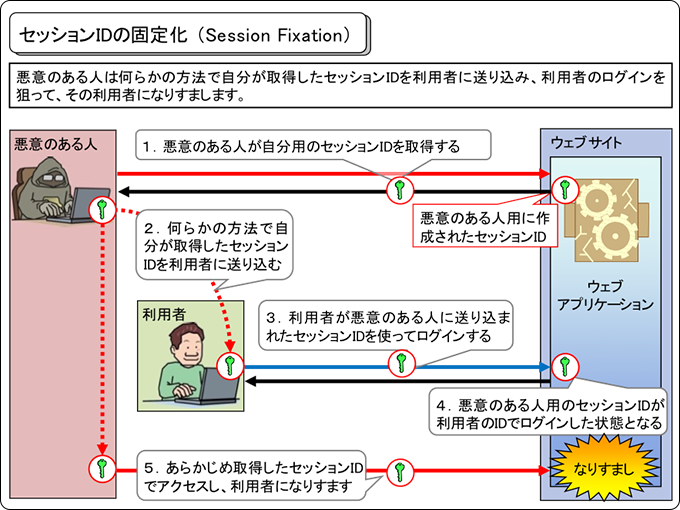 セッションIDの固定化（Session Fixation）
悪意のある人は何らかの方法で自分が取得したセッションIDを利用者に送り込み、利用者のログインを
狙って、その利用者になりすまします。
悪意のある人
ウェブサイト
１．悪意のある人が自分用のセッションIDを取得する
悪意のある人用に作
成されたセッションID
２．何らかの方法で自
分が取得したセッション
IDを利用者に送り込む
ウェブ
アプリケーション
利用者
３．利用者が悪意のある人に送り込ま
れたセッションIDを使ってログインする
４．悪意のある人用のセッションIDが
利用者のIDでログインした状態となる
５．あらかじめ取得したセッションID
でアクセスし、利用者になりすます
なりすまし